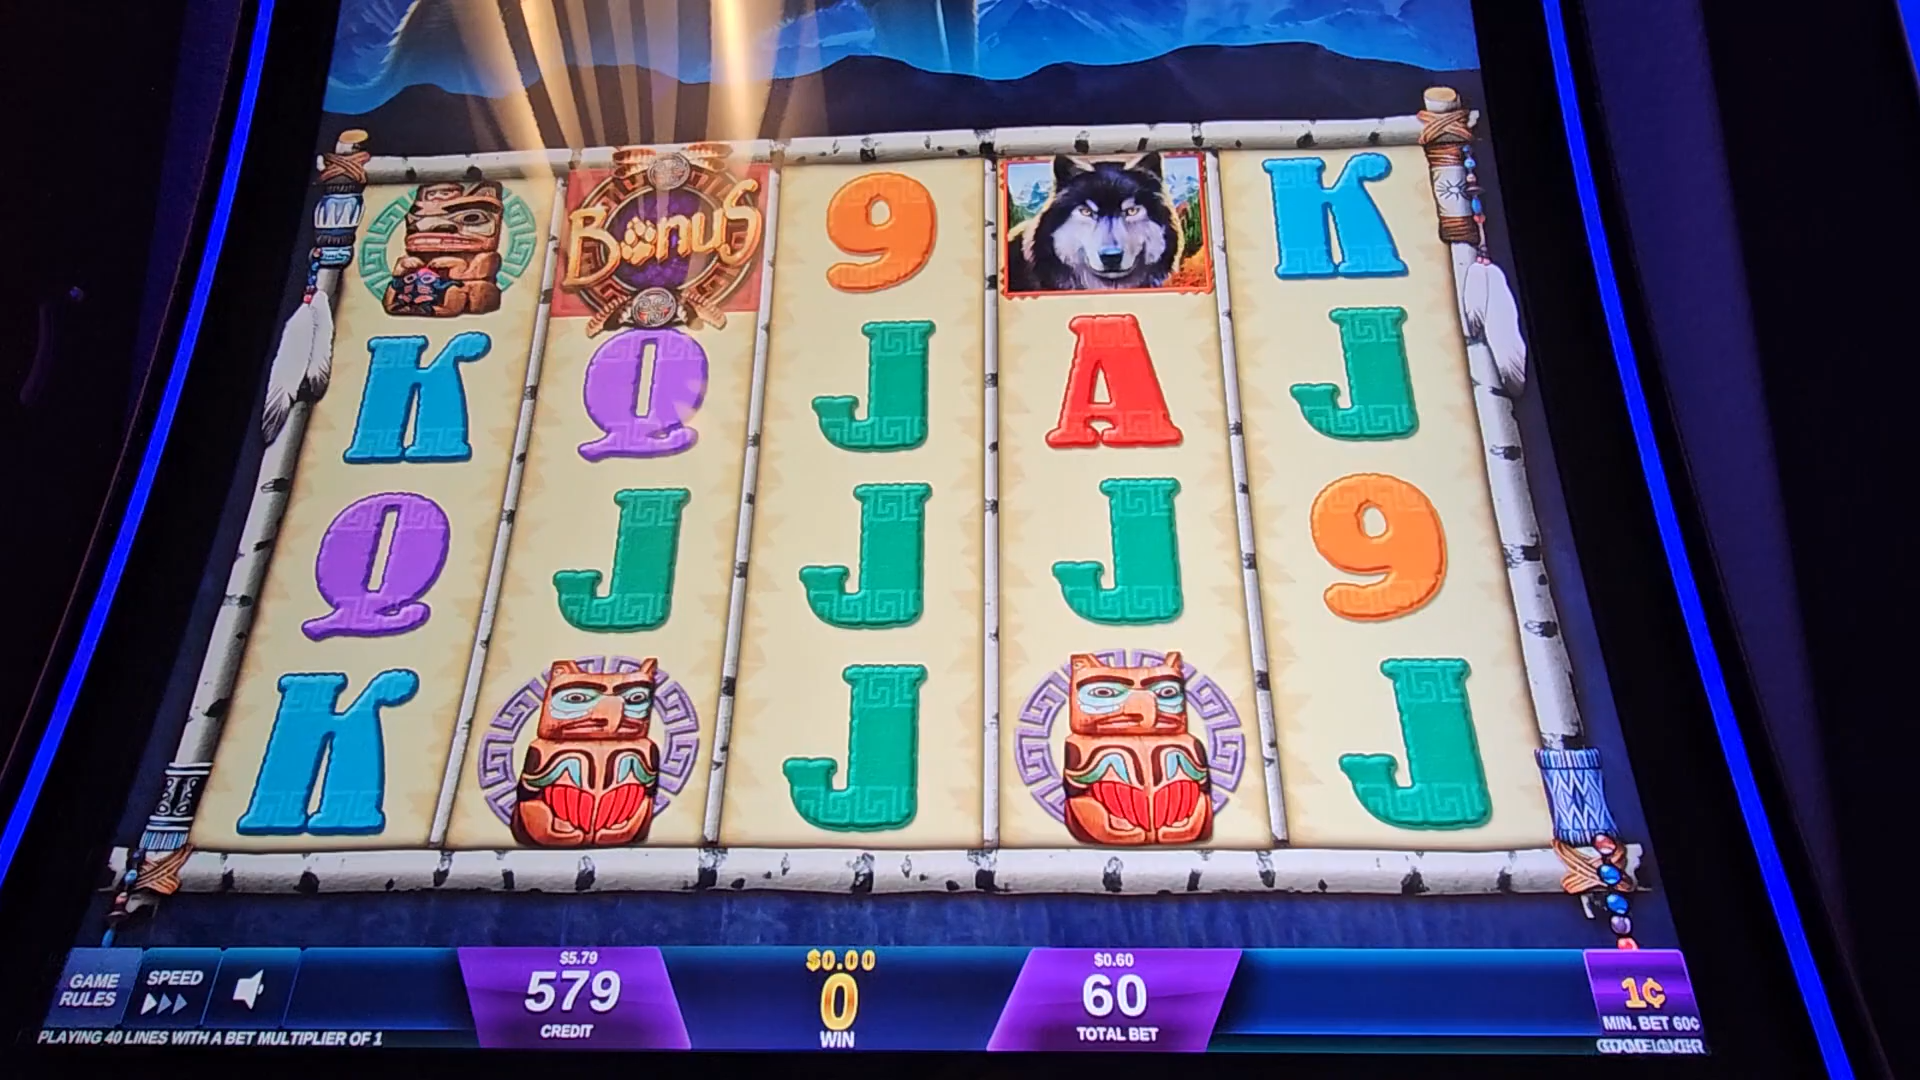 Bonus 9 K
K Q J A J
Q J J J 9
K J J
GAME RULES
SPEED
$5.79
579
CREDIT
$0.00
0
WIN
$0.60
60
TOTAL BET
1¢
MIN. BET 60¢
PLAYING 40 LINES WITH A BET MULTIPLIER OF 1